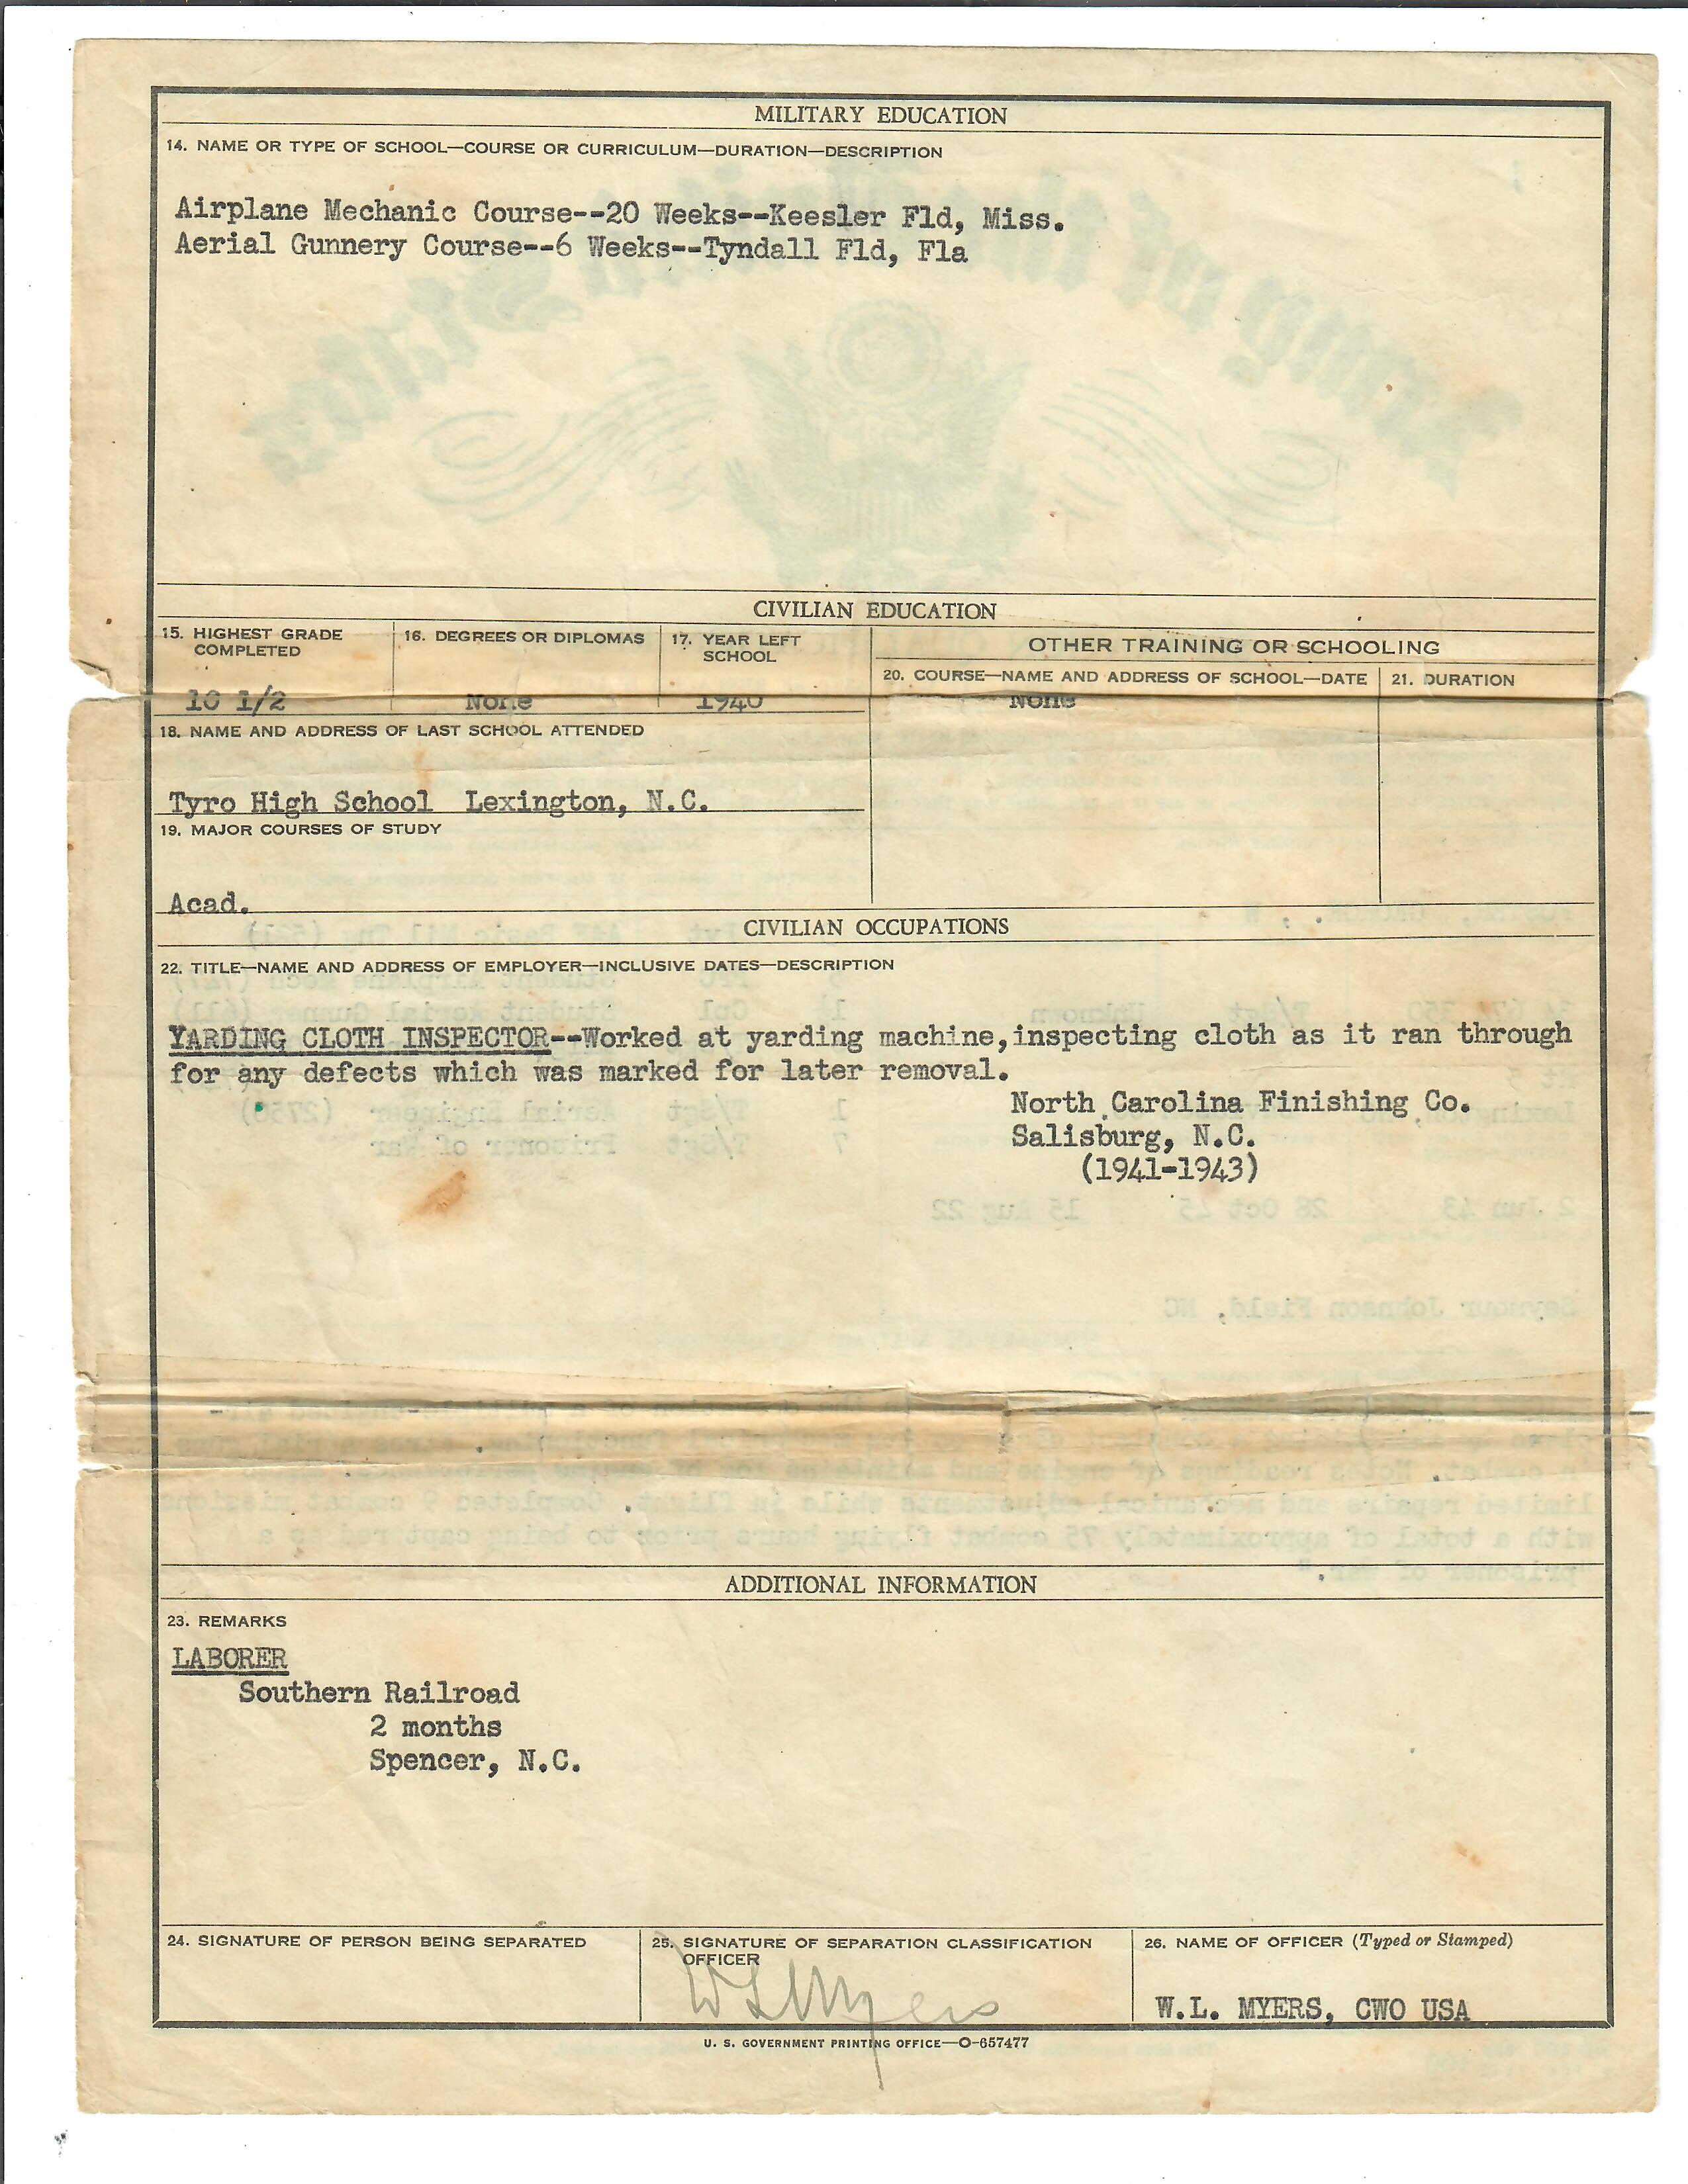 MILITARY EDUCATION
14. NAME OR TYPE OF SCHOOL—COURSE OR CURRICULUM—DURATION—DESCRIPTION
Airplane Mechanic Course--20 Weeks--Keesler Fld, Miss.
Aerial Gunnery Course--6 Weeks--Tyndall Fld, Fla
CIVILIAN EDUCATION
15. HIGHEST GRADE COMPLETED
10 1/2
16. DEGREES OR DIPLOMAS
None
17. YEAR LEFT SCHOOL
1940
OTHER TRAINING OR SCHOOLING
20. COURSE—NAME AND ADDRESS OF SCHOOL—DATE
None
21. DURATION
18. NAME AND ADDRESS OF LAST SCHOOL ATTENDED
Tyro High School Lexington, N.C.
19. MAJOR COURSES OF STUDY
Acad.
CIVILIAN OCCUPATIONS
22. TITLE—NAME AND ADDRESS OF EMPLOYER—INCLUSIVE DATES—DESCRIPTION
YARDING CLOTH INSPECTOR--Worked at yarding machine,inspecting cloth as it ran through
for any defects which was marked for later removal.
North Carolina Finishing Co.
Salisburg, N.C.
(1941-1943)
ADDITIONAL INFORMATION
23. REMARKS
LABORER
Southern Railroad
2 months
Spencer, N.C.
24. SIGNATURE OF PERSON BEING SEPARATED
25. SIGNATURE OF SEPARATION CLASSIFICATION OFFICER
W L Myers
26. NAME OF OFFICER (Typed or Stamped)
W.L. MYERS, CWO USA
U. S. GOVERNMENT PRINTING OFFICE—O-657477